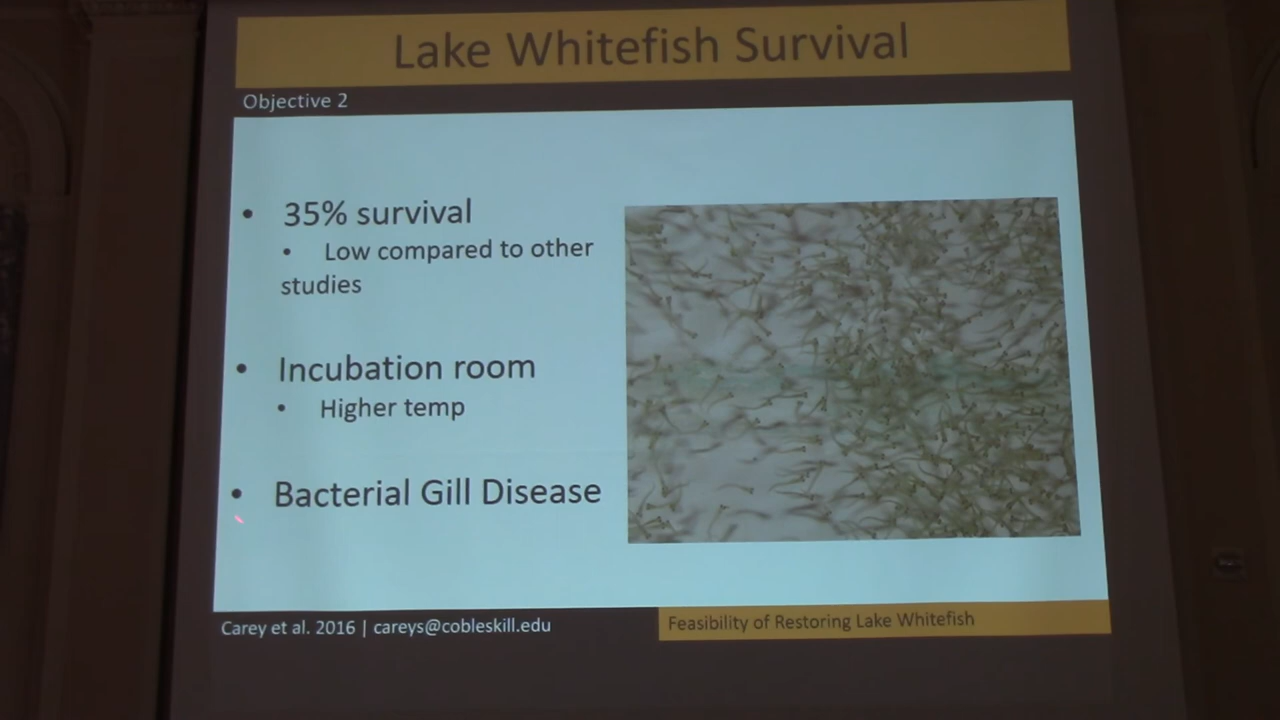 Lake Whitefish Survival
Objective 2
• 35% survival
• Low compared to other
studies
• Incubation room
• Higher temp
• Bacterial Gill Disease
Carey et al. 2016 | careys@cobleskill.edu
Feasibility of Restoring Lake Whitefish